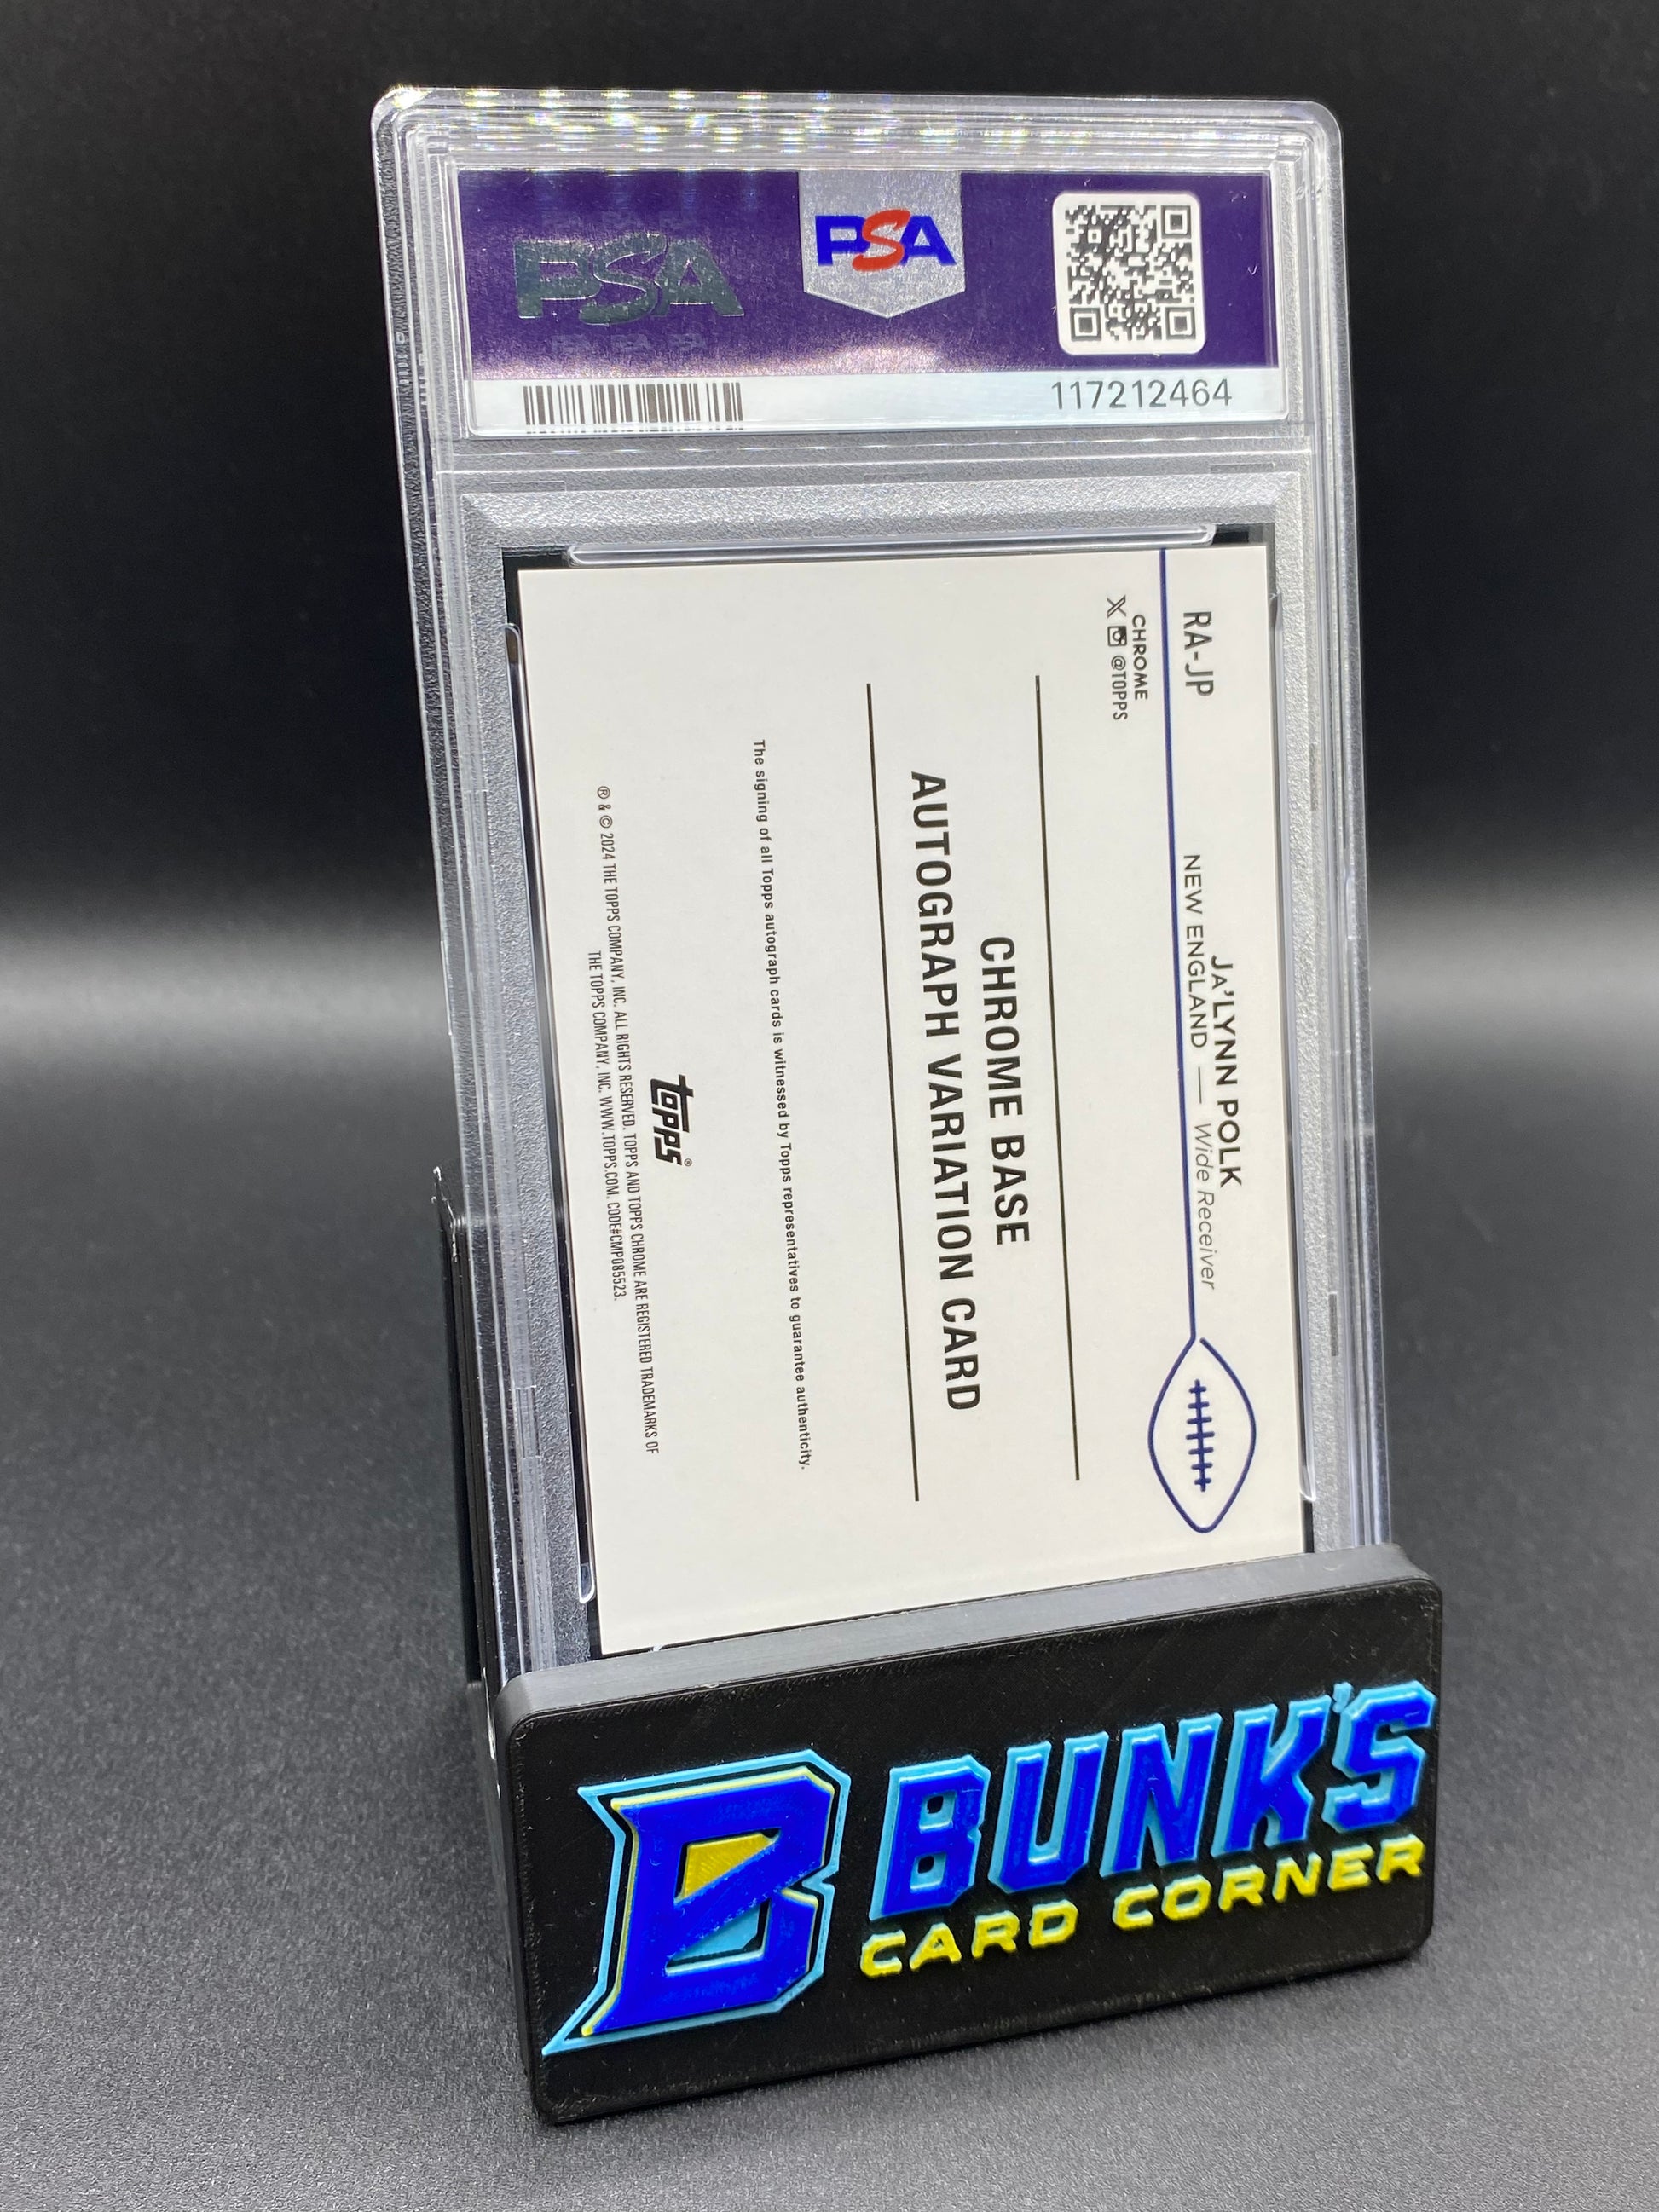 PSA
PSA
117212464
RA-JP
JA'LYNN POLK
NEW ENGLAND — Wide Receiver
CHROME
X @TOPPS
CHROME BASE
AUTOGRAPH VARIATION CARD
The signing of all Topps autograph cards is witnessed by Topps representatives to guarantee authenticity.
topps®
® & © 2024 THE TOPPS COMPANY, INC. ALL RIGHTS RESERVED. TOPPS AND TOPPS CHROME ARE REGISTERED TRADEMARKS OF
THE TOPPS COMPANY, INC. WWW.TOPPS.COM. CODE#CMP085523.
B BUNK'S
CARD CORNER